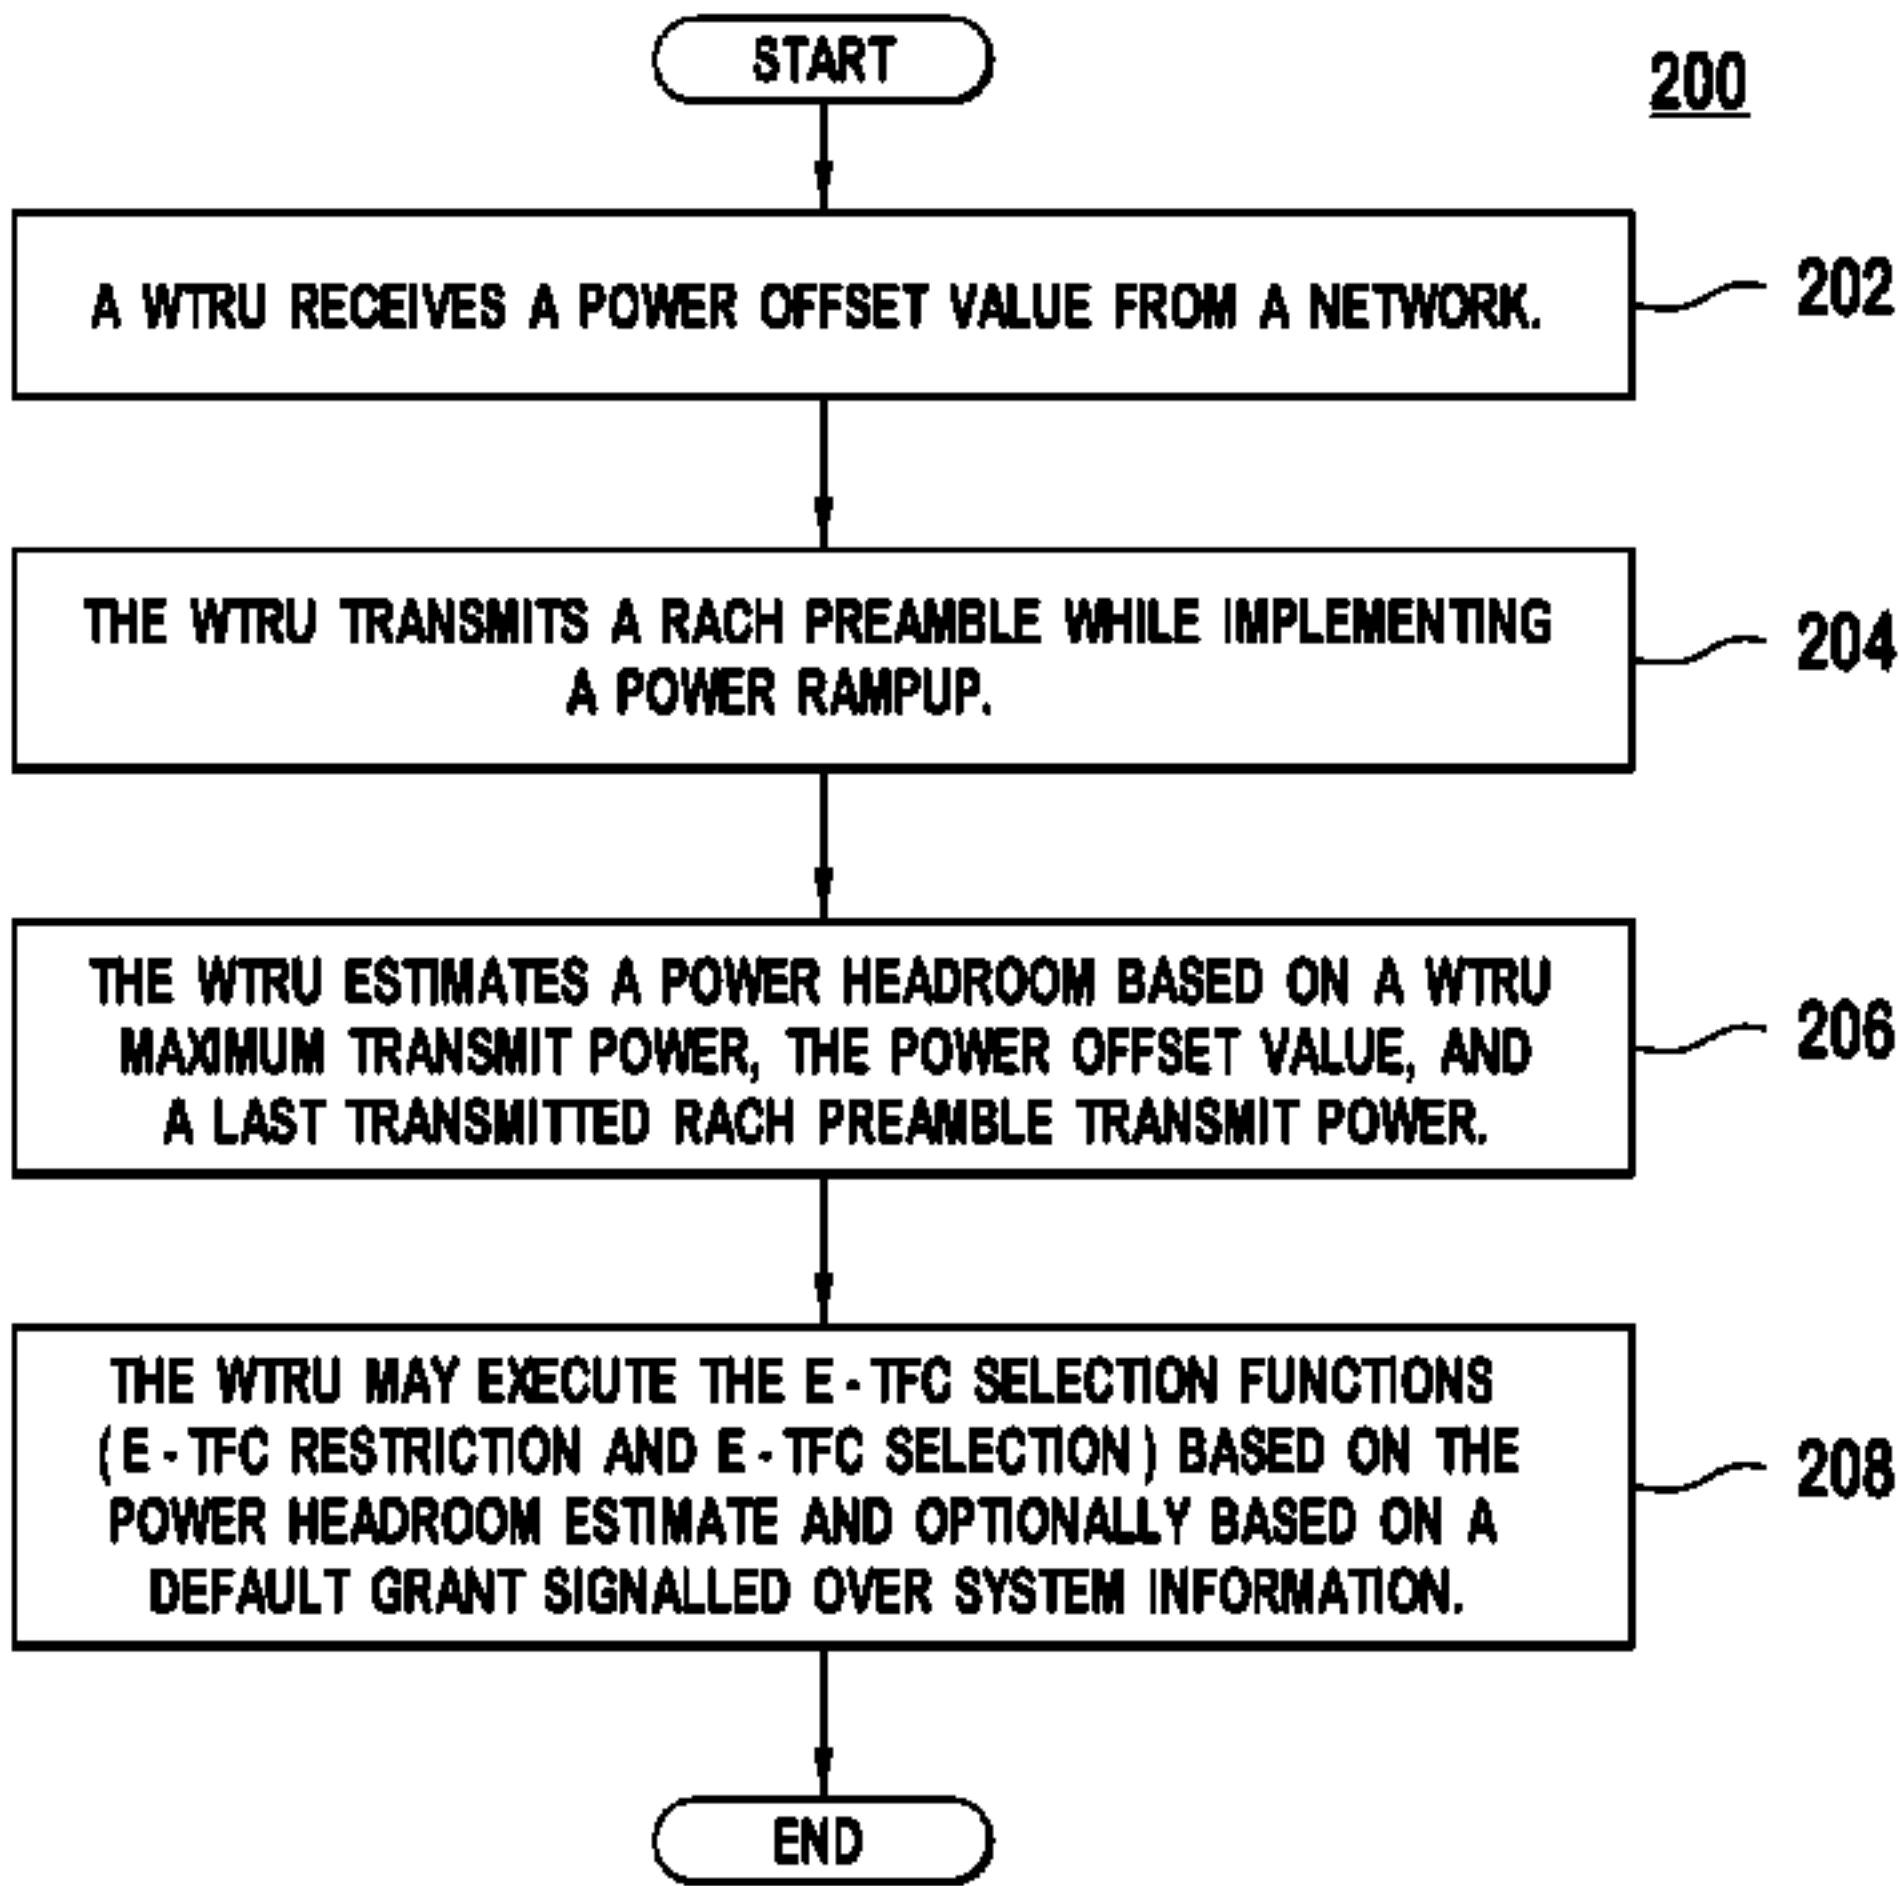 START
200
A WTRU RECEIVES A POWER OFFSET VALUE FROM A NETWORK.
202
THE WTRU TRANSMITS A RACH PREAMBLE WHILE IMPLEMENTING
A POWER RAMPUP.
204
THE WTRU ESTIMATES A POWER HEADROOM BASED ON A WTRU
MAXIMUM TRANSMIT POWER, THE POWER OFFSET VALUE, AND
A LAST TRANSMITTED RACH PREAMBLE TRANSMIT POWER.
206
THE WTRU MAY EXECUTE THE E-TFC SELECTION FUNCTIONS
(E-TFC RESTRICTION AND E-TFC SELECTION) BASED ON THE
POWER HEADROOM ESTIMATE AND OPTIONALLY BASED ON A
DEFAULT GRANT SIGNALLED OVER SYSTEM INFORMATION.
208
END